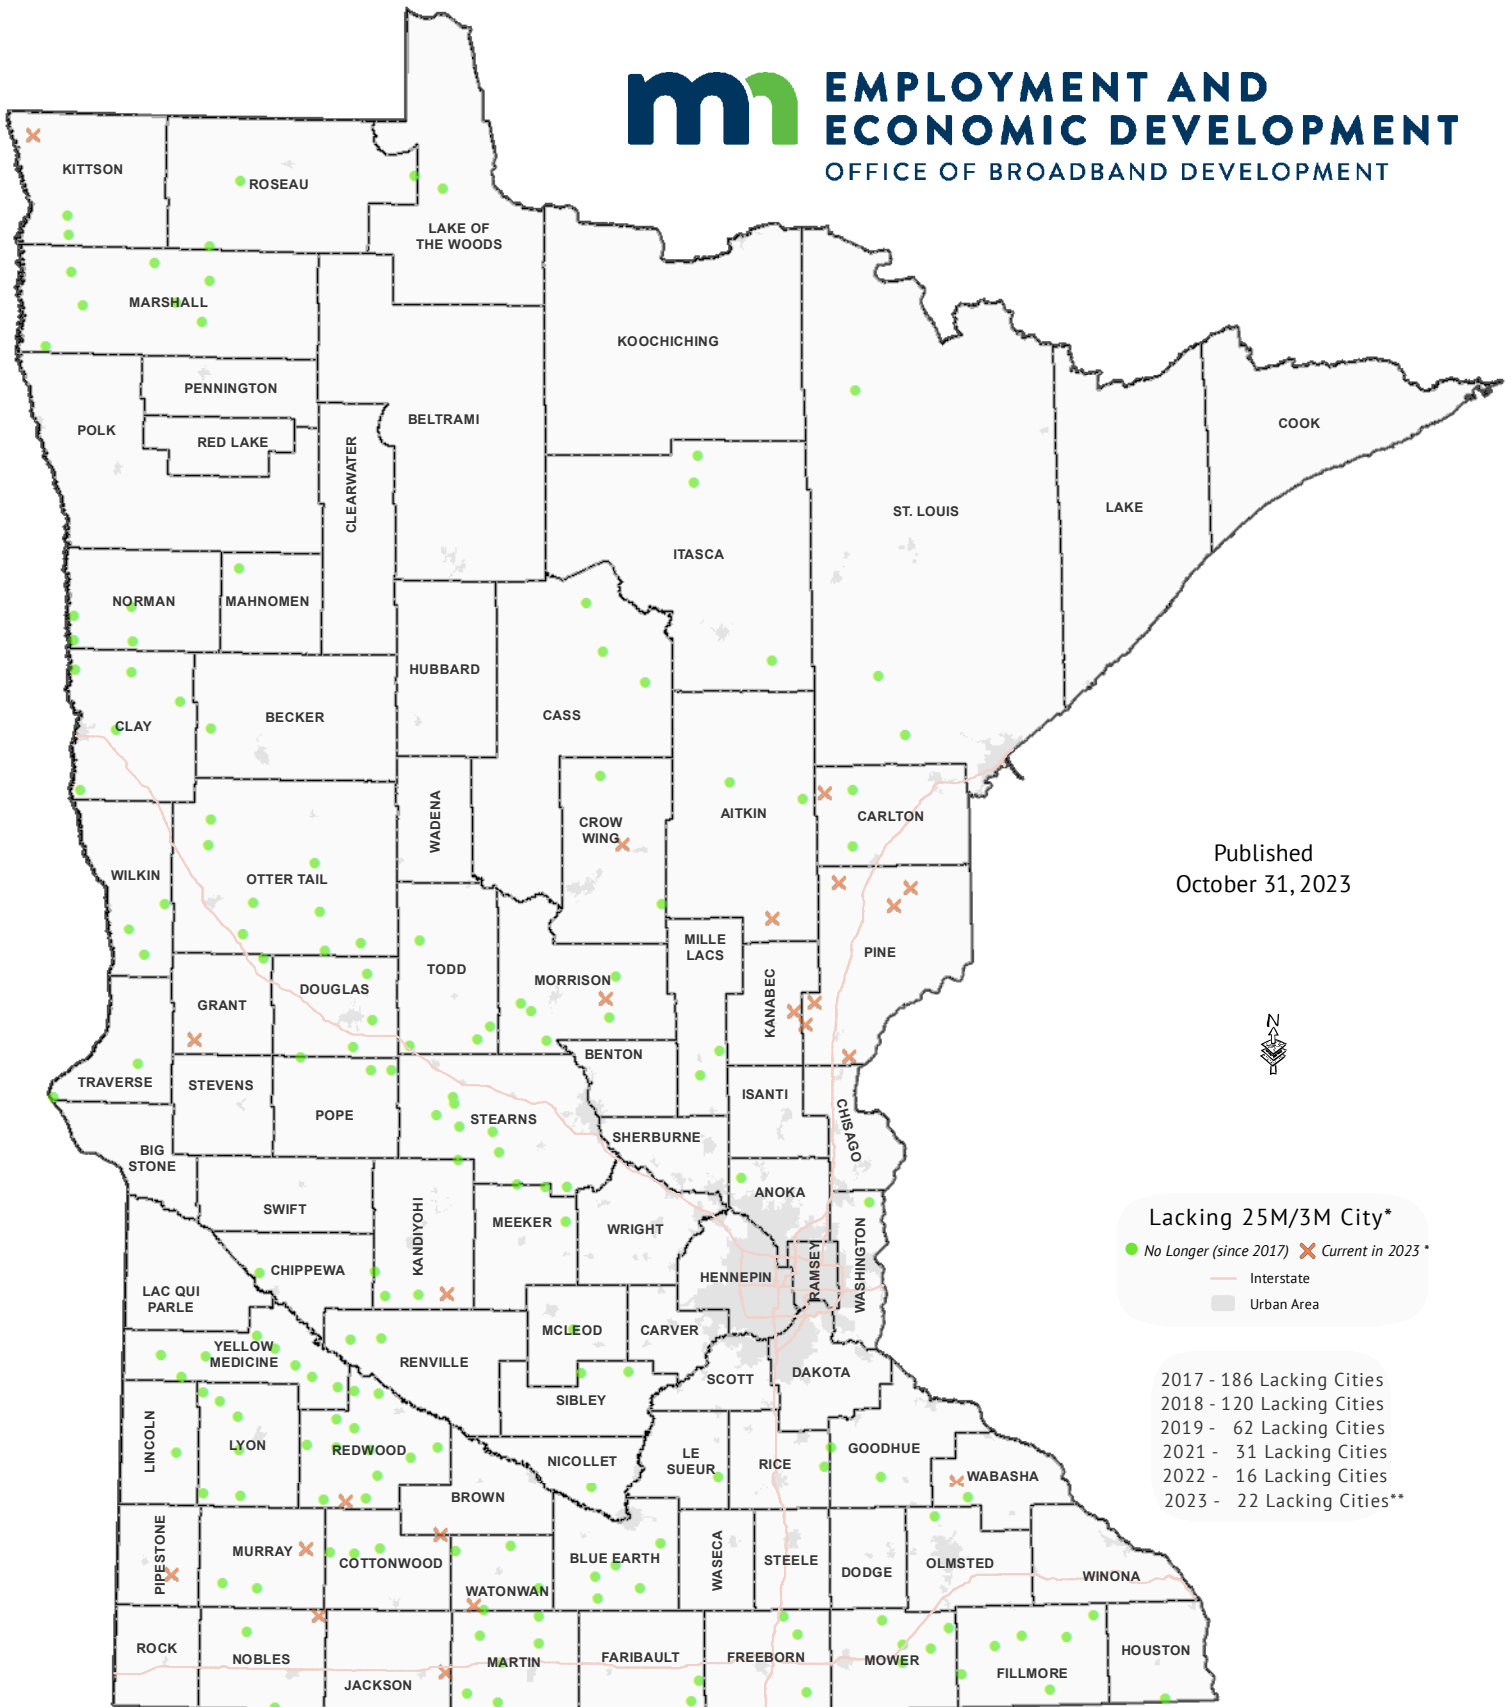 mn
EMPLOYMENT AND
ECONOMIC DEVELOPMENT
OFFICE OF BROADBAND DEVELOPMENT
KITTSON
ROSEAU
LAKE OF
THE WOODS
MARSHALL
KOOCHICHING
PENNINGTON
POLK
RED LAKE
BELTRAMI
CLEARWATER
COOK
LAKE
ST. LOUIS
ITASCA
NORMAN
MAHNOMEN
HUBBARD
CASS
CLAY
BECKER
WADENA
CROW
WING
AITKIN
CARLTON
Published
October 31, 2023
WILKIN
OTTER TAIL
MILLE
LACS
PINE
TODD
MORRISON
KANABEC
DOUGLAS
GRANT
BENTON
TRAVERSE
STEVENS
ISANTI
POPE
STEARNS
SHERBURNE
CHISAGO
BIG
STONE
ANOKA
SWIFT
KANDIYOHI
MEEKER
WRIGHT
HENNEPIN
RAMSEY
WASHINGTON
N
Lacking 25M/3M City*
No Longer (since 2017)
Current in 2023 *
Interstate
Urban Area
CHIPPEWA
LAC QUI
PARLE
MCLEOD
CARVER
YELLOW
MEDICINE
RENVILLE
SCOTT
DAKOTA
SIBLEY
2017 - 186 Lacking Cities
2018 - 120 Lacking Cities
2019 - 62 Lacking Cities
2021 - 31 Lacking Cities
2022 - 16 Lacking Cities
2023 - 22 Lacking Cities**
LINCOLN
LYON
REDWOOD
NICOLLET
LE
SUEUR
RICE
GOODHUE
WABASHA
BROWN
PIPESTONE
MURRAY
COTTONWOOD
WATONWAN
BLUE EARTH
WASECA
STEELE
DODGE
OLMSTED
WINONA
ROCK
NOBLES
JACKSON
MARTIN
FARIBAULT
FREEBORN
MOWER
FILLMORE
HOUSTON